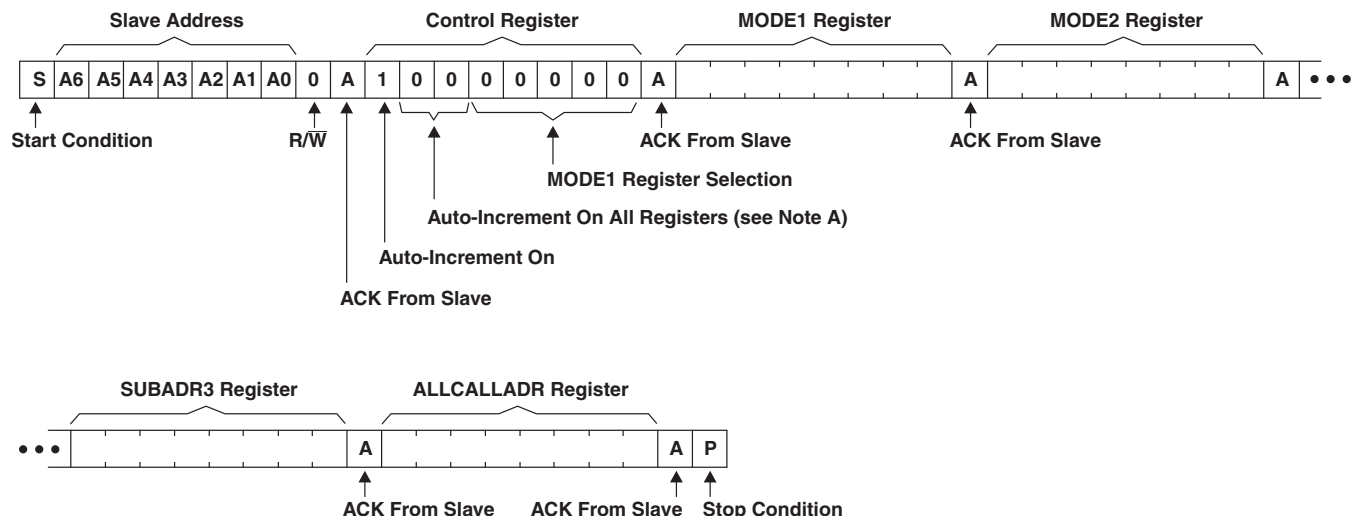 Slave Address Control Register MODE1 Register MODE2 Register
S A6 A5 A4 A3 A2 A1 A0 0 A 1 0 0 0 0 0 0 0 A A A •••
Start Condition R/W̅ ACK From Slave ACK From Slave
MODE1 Register Selection
Auto-Increment On All Registers (see Note A)
Auto-Increment On
ACK From Slave
SUBADR3 Register ALLCALLADR Register
••• A A P
ACK From Slave ACK From Slave Stop Condition